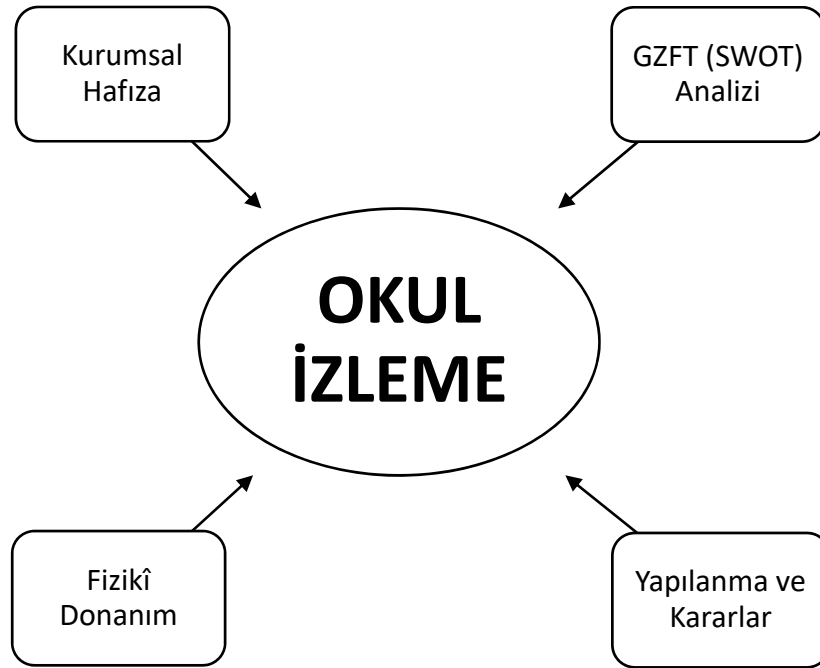 Kurumsal
Hafıza
GZFT (SWOT)
Analizi
OKUL
İZLEME
Fizikî
Donanım
Yapılanma ve
Kararlar